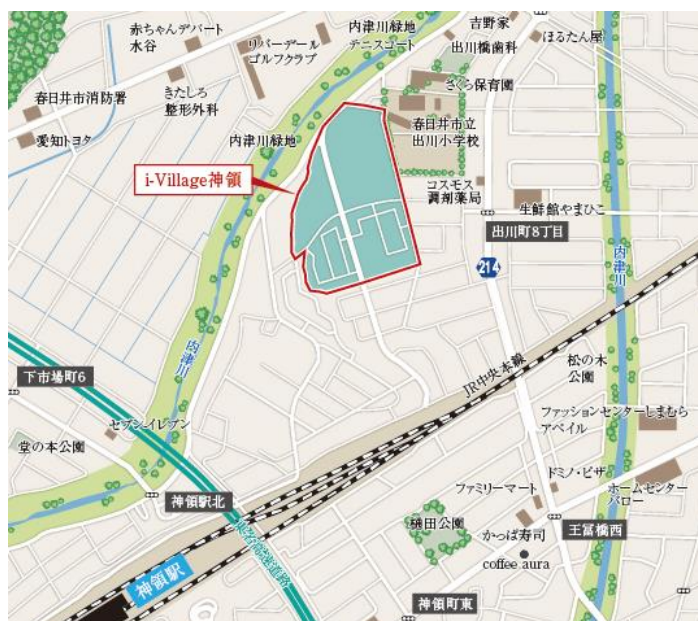 赤ちゃんデパート
水谷
リバーデール
ゴルフクラブ
内津川緑地
テニスコート
吉野家
出川橋歯科
ほるたん屋
さくら保育園
春日井市消防署
きたしろ
整形外科
愛知トヨタ
内津川緑地
春日井市立
出川小学校
i-Village神領
コスモス
調剤薬局
生鮮館やまひこ
出川町8丁目
214
内津川
内津川
JR中央本線
松の木
公園
下市場町6
セブンイレブン
堂の本公園
ファッションセンターしまむら
アベイル
ドミノ・ピザ
ホームセンター
バロー
ファミリーマート
神領駅北
東名高速道路
樋田公園
かっぱ寿司
王冨橋西
coffee aura
神領駅
神領町東